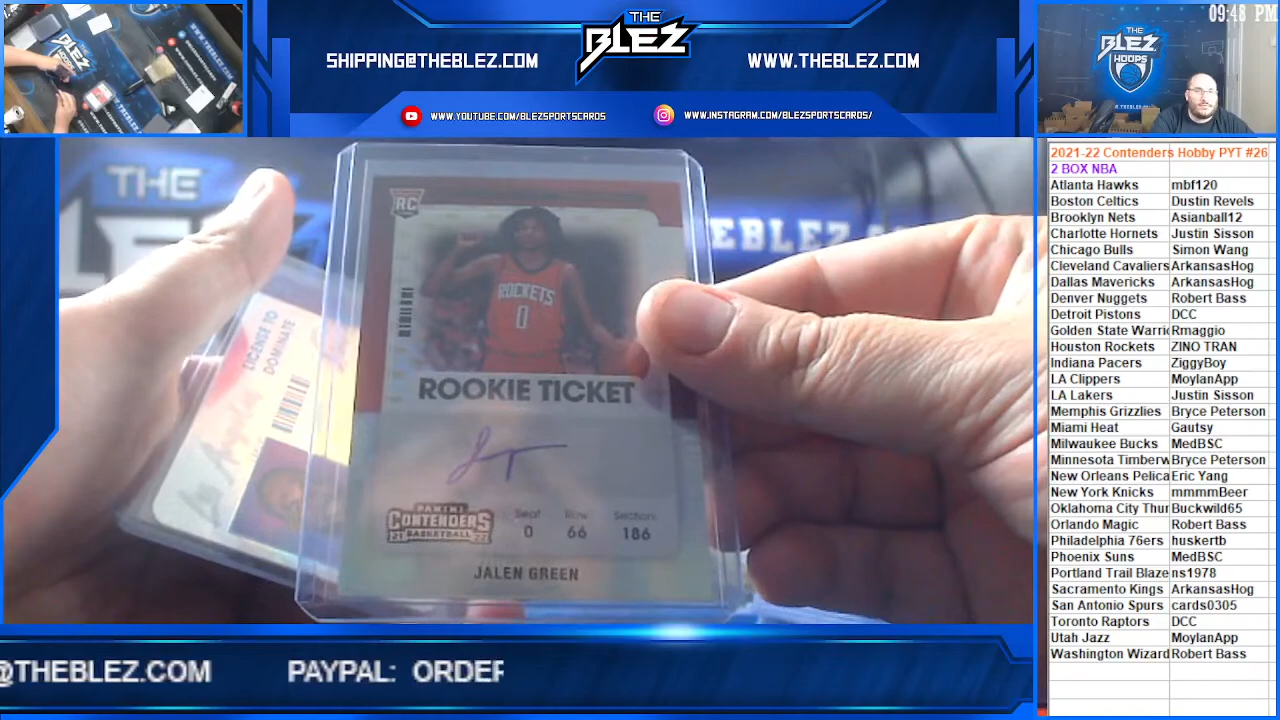 THE
BLEZ
SHIPPING@THEBLEZ.COM
WWW.THEBLEZ.COM
WWW.YOUTUBE.COM/BLEZSPORTSCARDS
WWW.INSTAGRAM.COM/BLEZSPORTSCARDS/
09:48 PM
THE
BLEZ
HOOPS
THE
EBLEZ
RC
ROCKETS
0
ROOKIE TICKET
PANINI
CONTENDERS
21 BASKETBALL 22
Seat Row Section
0 66 186
JALEN GREEN
LICENSE TO
DOMINATE
2021-22 Contenders Hobby PYT #26
2 BOX NBA
Atlanta Hawks mbf120
Boston Celtics Dustin Revels
Brooklyn Nets Asianball12
Charlotte Hornets Justin Sisson
Chicago Bulls Simon Wang
Cleveland Cavaliers ArkansasHog
Dallas Mavericks ArkansasHog
Denver Nuggets Robert Bass
Detroit Pistons DCC
Golden State Warric Rmaggio
Houston Rockets ZINO TRAN
Indiana Pacers ZiggyBoy
LA Clippers MoylanApp
LA Lakers Justin Sisson
Memphis Grizzlies Bryce Peterson
Miami Heat Gautsy
Milwaukee Bucks MedBSC
Minnesota Timberw Bryce Peterson
New Orleans Pelica Eric Yang
New York Knicks mmmmBeer
Oklahoma City Thur Buckwild65
Orlando Magic Robert Bass
Philadelphia 76ers huskertb
Phoenix Suns MedBSC
Portland Trail Blaze ns1978
Sacramento Kings ArkansasHog
San Antonio Spurs cards0305
Toronto Raptors DCC
Utah Jazz MoylanApp
Washington Wizard Robert Bass
@THEBLEZ.COM PAYPAL: ORDER